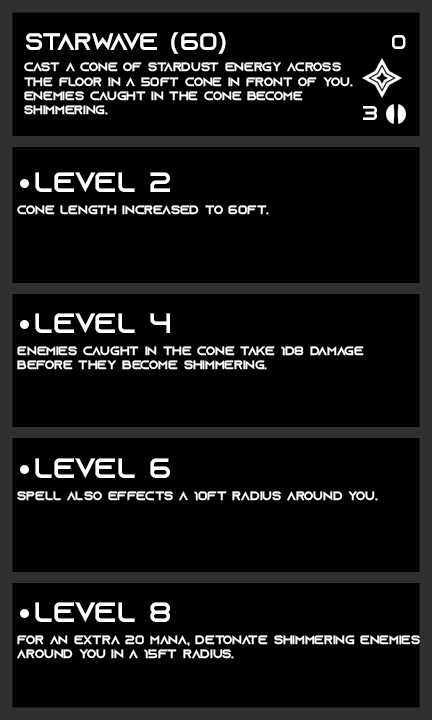 STARWAVE (60) 0
CAST A CONE OF STARDUST ENERGY ACROSS
THE FLOOR IN A 50FT CONE IN FRONT OF YOU.
ENEMIES CAUGHT IN THE CONE BECOME
SHIMMERING.
3
•LEVEL 2
CONE LENGTH INCREASED TO 60FT.
•LEVEL 4
ENEMIES CAUGHT IN THE CONE TAKE 1D8 DAMAGE
BEFORE THEY BECOME SHIMMERING.
•LEVEL 6
SPELL ALSO EFFECTS A 10FT RADIUS AROUND YOU.
•LEVEL 8
FOR AN EXTRA 20 MANA, DETONATE SHIMMERING ENEMIES
AROUND YOU IN A 15FT RADIUS.